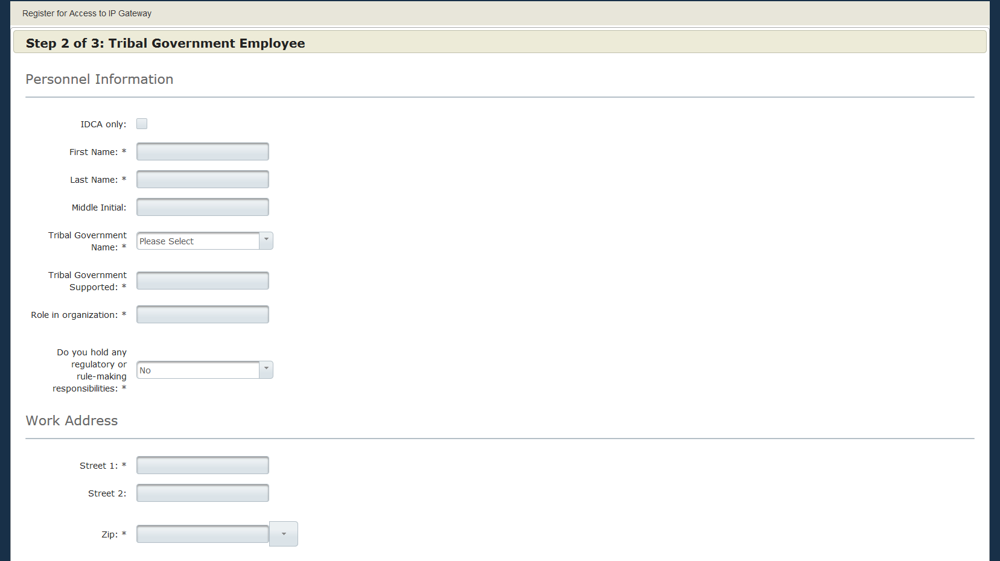 Register for Access to IP Gateway
Step 2 of 3: Tribal Government Employee
Personnel Information
IDCA only:
First Name: *
Last Name: *
Middle Initial:
Tribal Government
Name: *
Please Select
Tribal Government
Supported: *
Role in organization: *
Do you hold any
regulatory or
rule-making
responsibilities: *
No
Work Address
Street 1: *
Street 2:
Zip: *